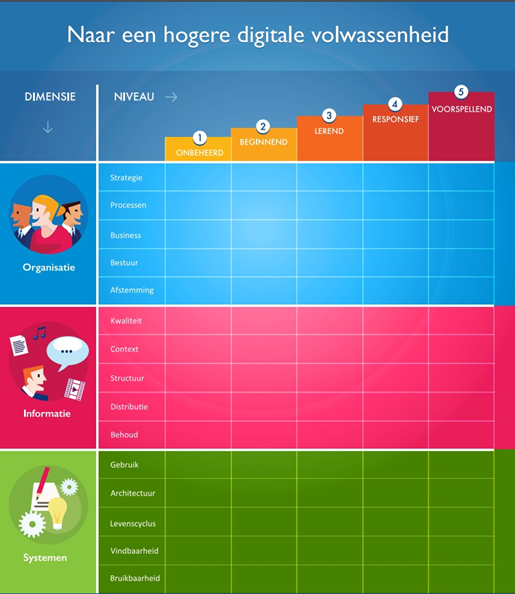 Naar een hogere digitale volwassenheid
DIMENSIE
NIVEAU
1
ONBEHEERD
2
BEGINNEND
3
LEREND
4
RESPONSIEF
5
VOORSPELLEND
Organisatie
Strategie
Processen
Business
Bestuur
Afstemming
Informatie
Kwaliteit
Context
Structuur
Distributie
Behoud
Systemen
Gebruik
Architectuur
Levenscyclus
Vindbaarheid
Bruikbaarheid